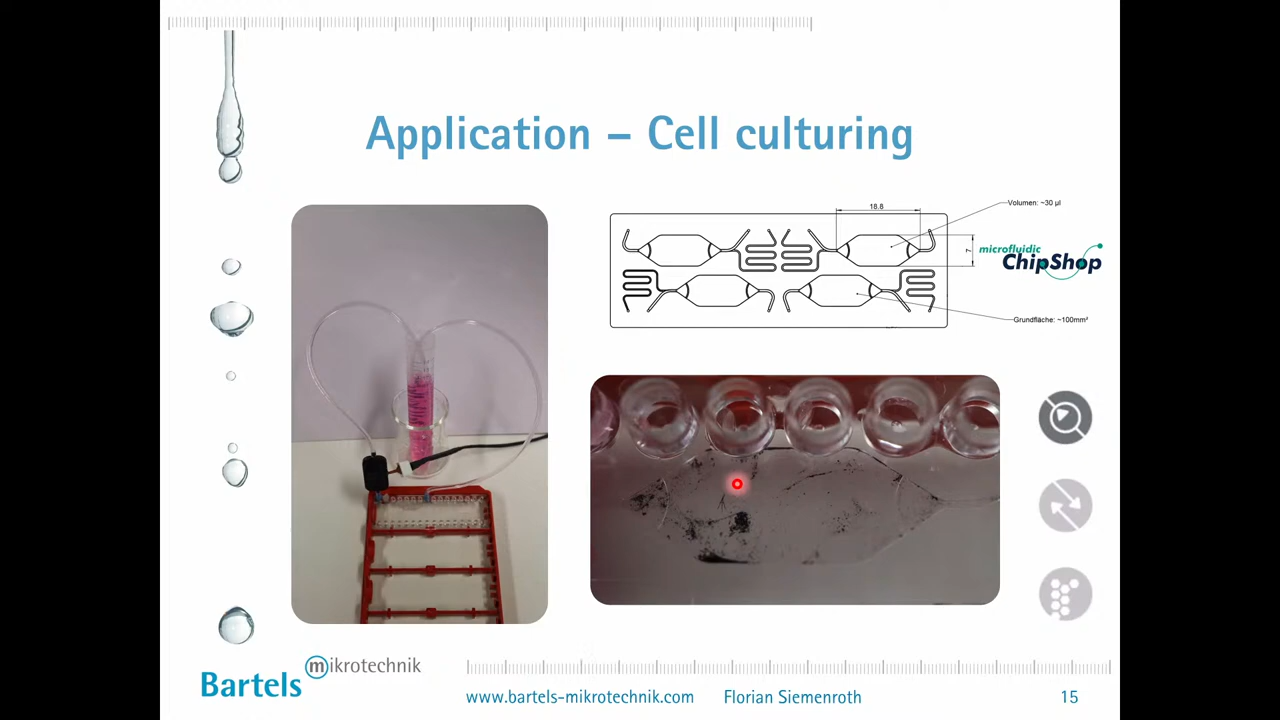 Application – Cell culturing
18.8
Volumen: ~30 µl
7
microfluidic
ChipShop
Grundfläche: ~100mm²
Bartels
mikrotechnik
www.bartels-mikrotechnik.com
Florian Siemenroth
15